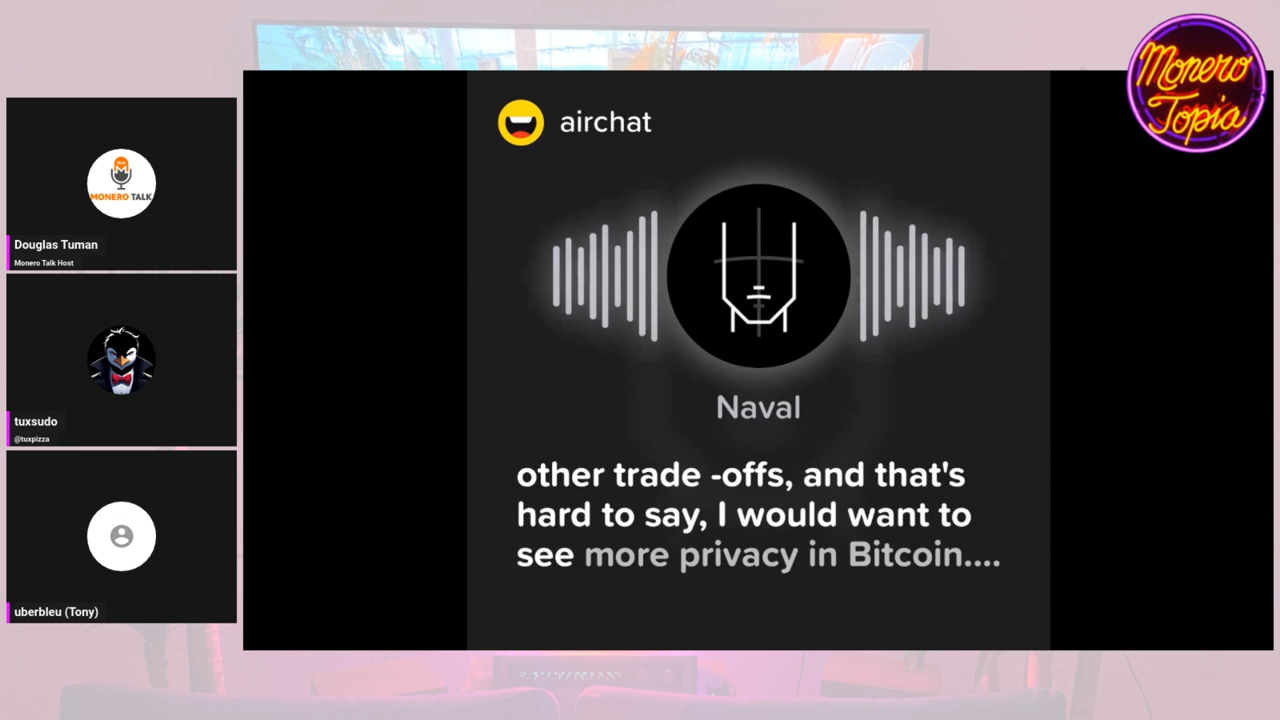 Monero
Topia
airchat
MONERO TALK
Douglas Tuman
Monero Talk Host
tuxsudo
@tuxpizza
uberbleu (Tony)
Naval
other trade -offs, and that's
hard to say, I would want to
see more privacy in Bitcoin....